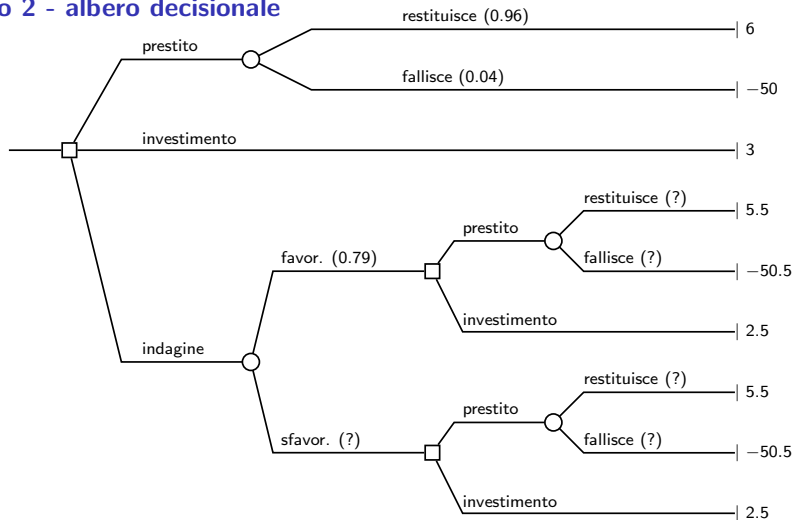 o 2 - albero decisionale
restituisce (0.96)
6
prestito
fallisce (0.04)
−50
investimento
3
restituisce (?)
5.5
prestito
favor. (0.79)
fallisce (?)
−50.5
investimento
2.5
indagine
restituisce (?)
5.5
prestito
sfavor. (?)
fallisce (?)
−50.5
investimento
2.5